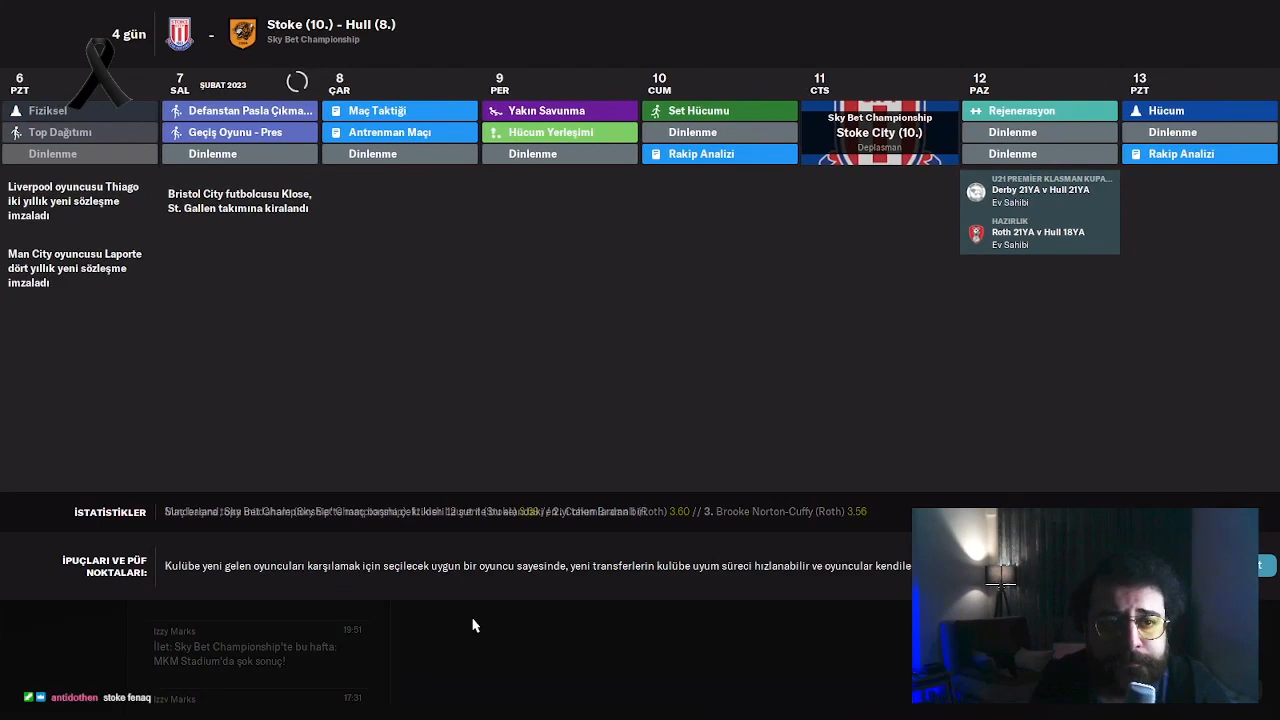 4 gün
Stoke (10.) - Hull (8.)
Sky Bet Championship
6
PZT
7
SAL
ŞUBAT 2023
8
ÇAR
9
PER
10
CUM
11
CTS
12
PAZ
13
PZT
Fiziksel
Top Dağıtımı
Dinlenme
Defanstan Pasla Çıkma...
Geçiş Oyunu - Pres
Dinlenme
Maç Taktiği
Antrenman Maçı
Dinlenme
Yakın Savunma
Hücum Yerleşimi
Dinlenme
Set Hücumu
Dinlenme
Rakip Analizi
Sky Bet Championship
Stoke City (10.)
Deplasman
Rejenerasyon
Dinlenme
Dinlenme
Hücum
Dinlenme
Rakip Analizi
Liverpool oyuncusu Thiago
iki yıllık yeni sözleşme
imzaladı
Man City oyuncusu Laporte
dört yıllık yeni sözleşme
imzaladı
Bristol City futbolcusu Klose,
St. Gallen takımına kiralandı
U21 PREMİER KLASMAN KUPA...
Derby 21YA v Hull 21YA
Ev Sahibi
HAZIRLIK
Roth 21YA v Hull 18YA
Ev Sahibi
İSTATİSTİKLER
(Roth) 3.60 // 3. Brooke Norton-Cuffy (Roth) 3.56
İPUÇLARI VE PÜF
NOKTALARI:
Kulübe yeni gelen oyuncuları karşılamak için seçilecek uygun bir oyuncu sayesinde, yeni transferlerin kulübe uyum süreci hızlanabilir ve oyuncular kendile
Izzy Marks
19:51
İlet: Sky Bet Championship'te bu hafta:
MKM Stadium'da şok sonuç!
Izzy Marks
17:31
antidothen stoke fenaq